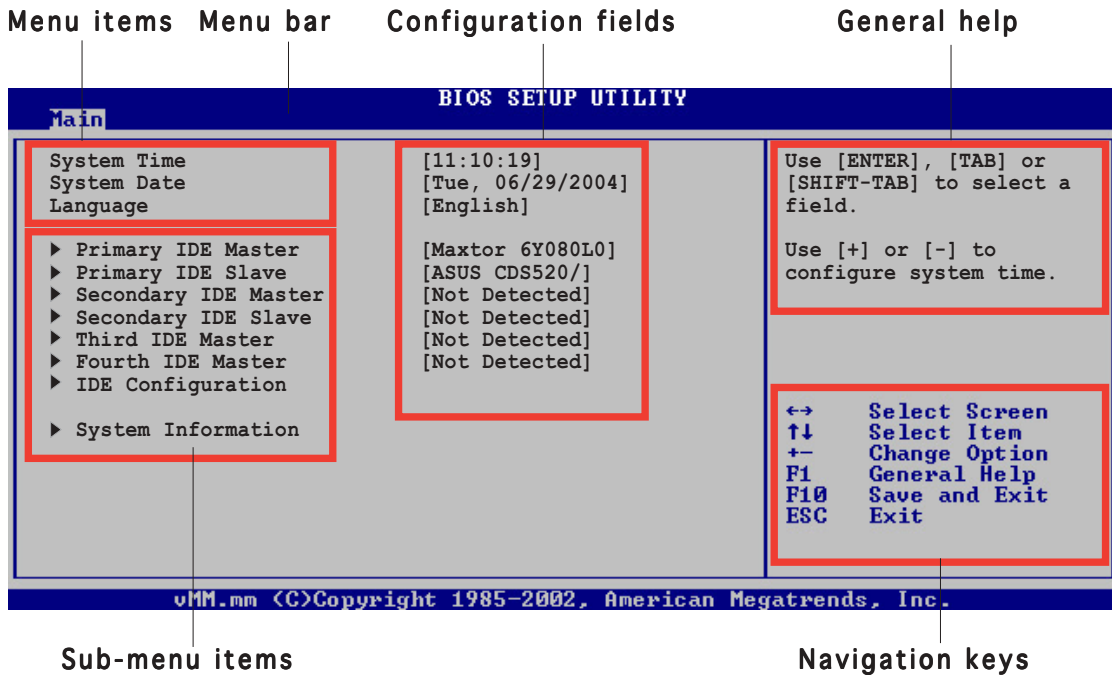 Menu items Menu bar Configuration fields General help
BIOS SETUP UTILITY
Main
System Time [11:10:19]
System Date [Tue, 06/29/2004]
Language [English]
Primary IDE Master [Maxtor 6Y080L0]
Primary IDE Slave [ASUS CDS520/]
Secondary IDE Master [Not Detected]
Secondary IDE Slave [Not Detected]
Third IDE Master [Not Detected]
Fourth IDE Master [Not Detected]
IDE Configuration
System Information
Use [ENTER], [TAB] or
[SHIFT-TAB] to select a
field.
Use [+] or [-] to
configure system time.
←→ Select Screen
↑↓ Select Item
+- Change Option
F1 General Help
F10 Save and Exit
ESC Exit
vMM.mm (C)Copyright 1985-2002, American Megatrends, Inc.
Sub-menu items Navigation keys